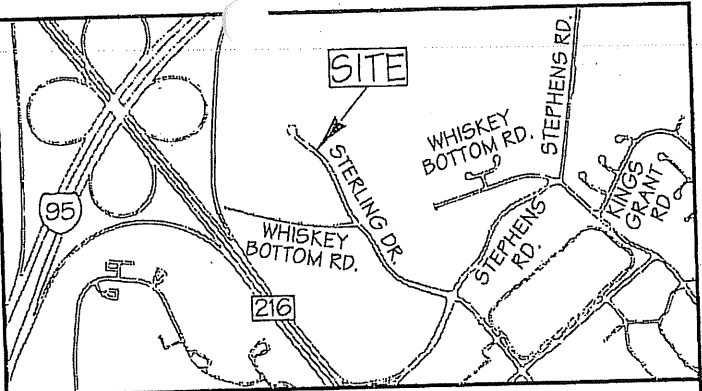 SITE
STEPHENS RD.
WHISKEY
BOTTOM RD.
STERLING DR.
KINGS
GRANT
RD
95
WHISKEY
BOTTOM RD.
STEPHENS
RD.
216